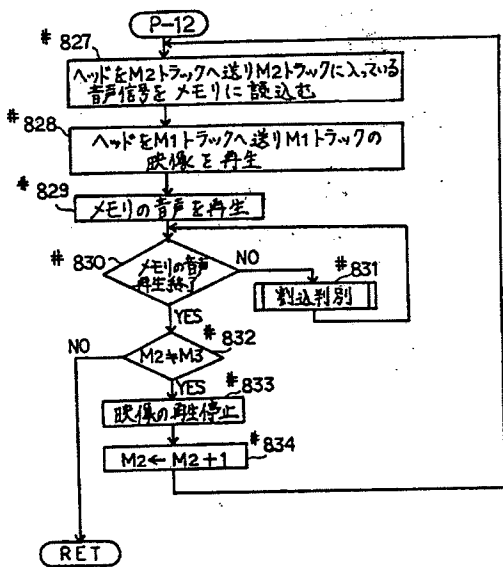 P-12
#827
ヘッドをM2トラックへ送りM2トラックに入っている
音声信号をメモリに読込む
#828
ヘッドをM1トラックへ送りM1トラックの
映像を再生
#829
メモリの音声を再生
#830
メモリの音声
再生終了
NO
#831
割込判別
YES
#832
NO
M2≠M3
YES
#833
映像の再生停止
#834
M2←M2+1
RET